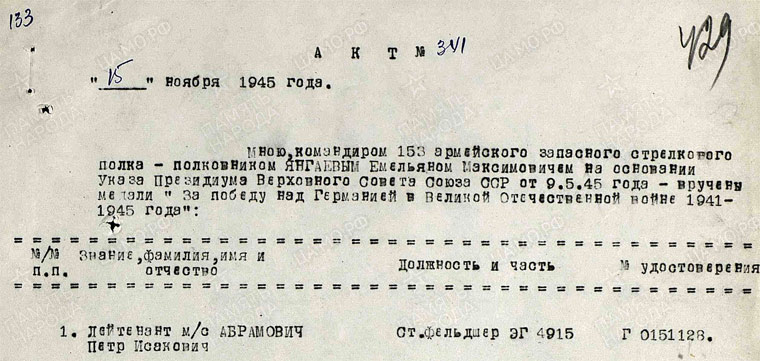 133
429
А К Т № 341
"15" ноября 1945 года.
Мною,командиром 153 армейского запасного стрелкового
полка - полковником ЯНГАЕВЫМ Емельяном Максимовичем на основании
Указа Президиума Верховного Совета Союза ССР от 9.5.45 года - вручены
медали " За победу над Германией в Великой Отечественной войне 1941-
1945 года":
№/№ Звание,фамилия,имя и Должность и часть № удостоверения
п.п. отчество
1. Лейтенант м/с АБРАМОВИЧ Ст.фельдшер ЭГ 4915 Г 0151128.
Петр Исакович